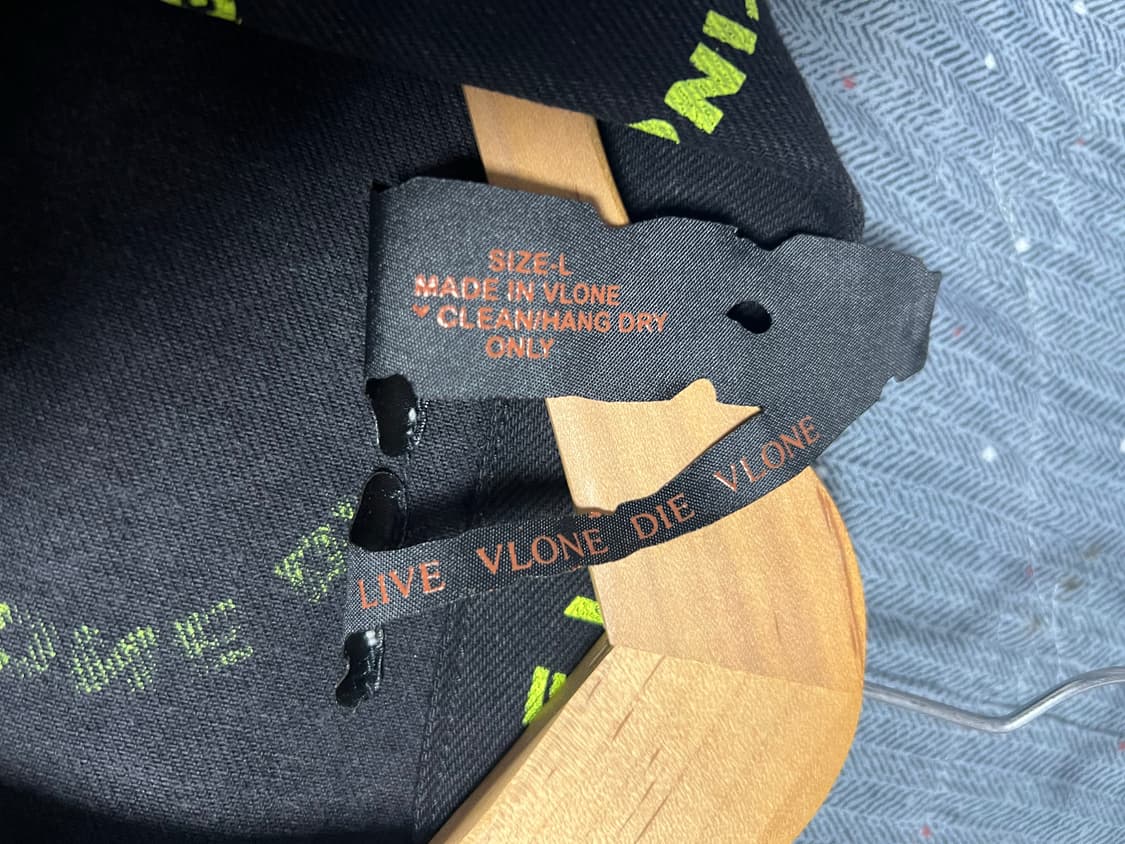 SIZE-L
MADE IN VLONE
♥ CLEAN/HANG DRY
ONLY
LIVE VLONE DIE VLONE